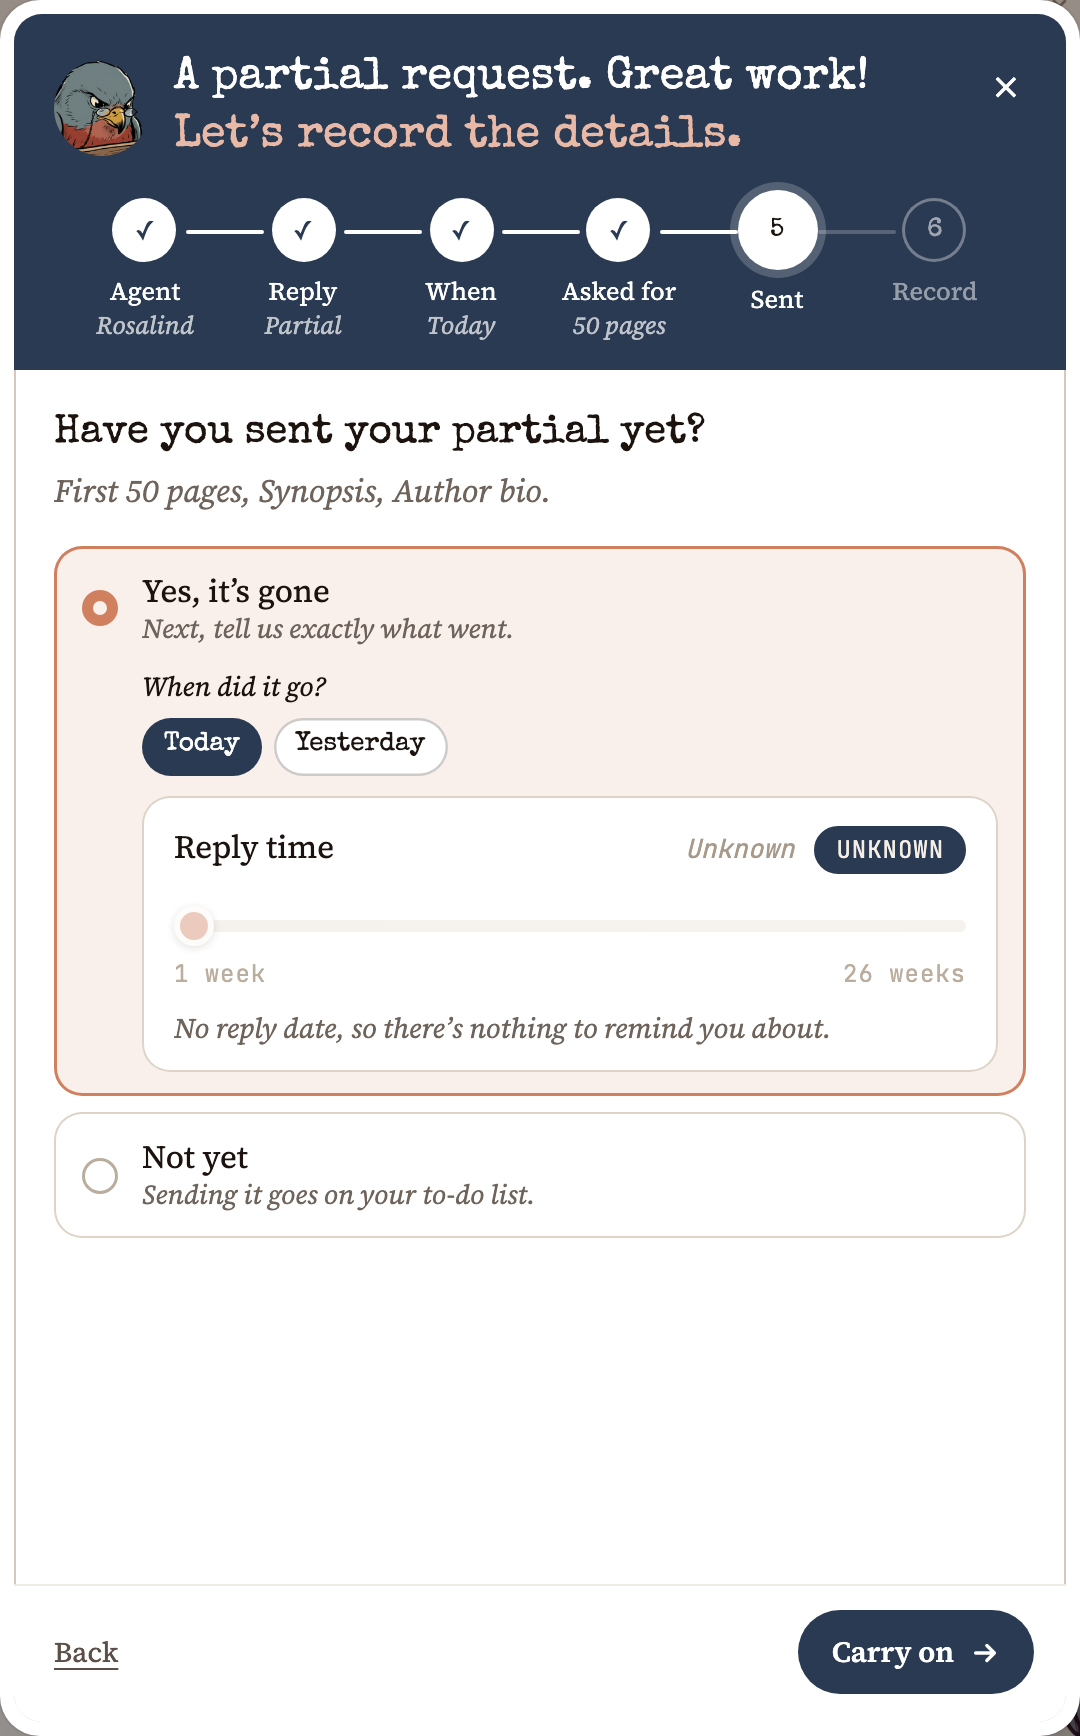 A partial request. Great work!
Let’s record the details.
✓ ✓ ✓ ✓ 5 6
Agent Reply When Asked for Sent Record
Rosalind Partial Today 50 pages
Have you sent your partial yet?
First 50 pages, Synopsis, Author bio.
Yes, it’s gone
Next, tell us exactly what went.
When did it go?
Today Yesterday
Reply time Unknown UNKNOWN
1 week 26 weeks
No reply date, so there’s nothing to remind you about.
Not yet
Sending it goes on your to-do list.
Back Carry on →